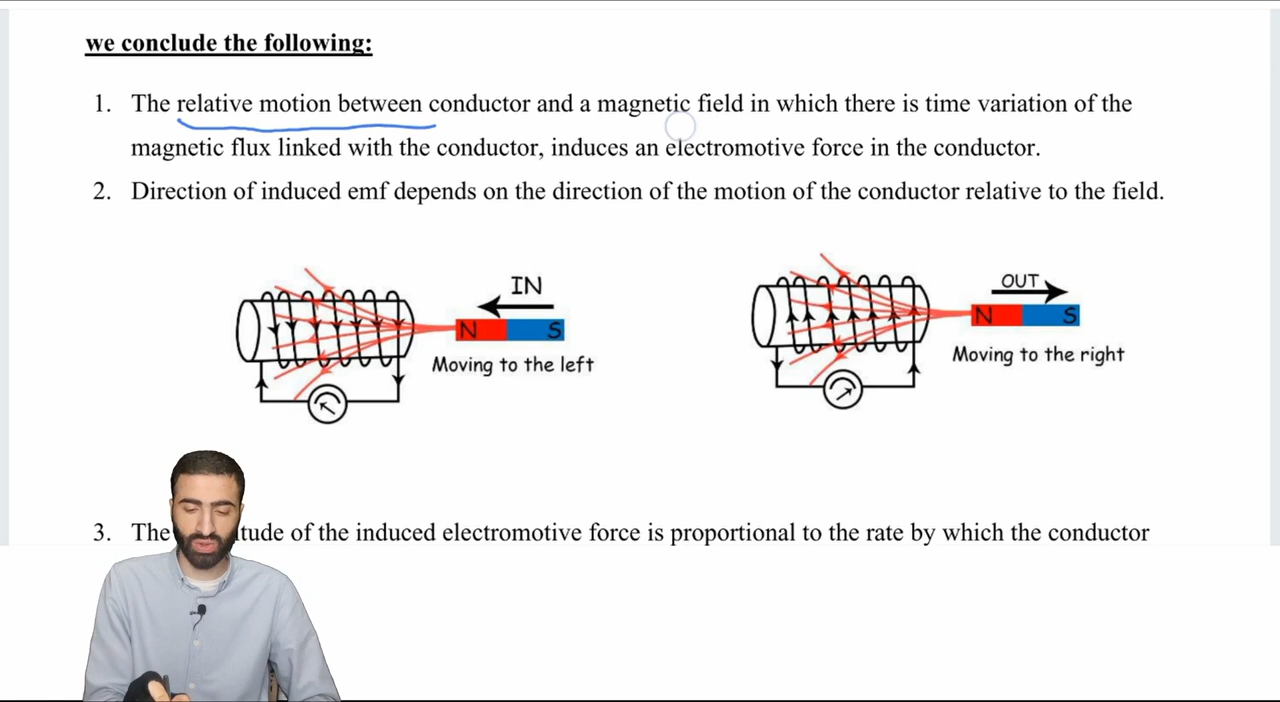 we conclude the following:
1. The relative motion between conductor and a magnetic field in which there is time variation of the
magnetic flux linked with the conductor, induces an electromotive force in the conductor.
2. Direction of induced emf depends on the direction of the motion of the conductor relative to the field.
IN
N S
Moving to the left
OUT
N S
Moving to the right
3. The tude of the induced electromotive force is proportional to the rate by which the conductor